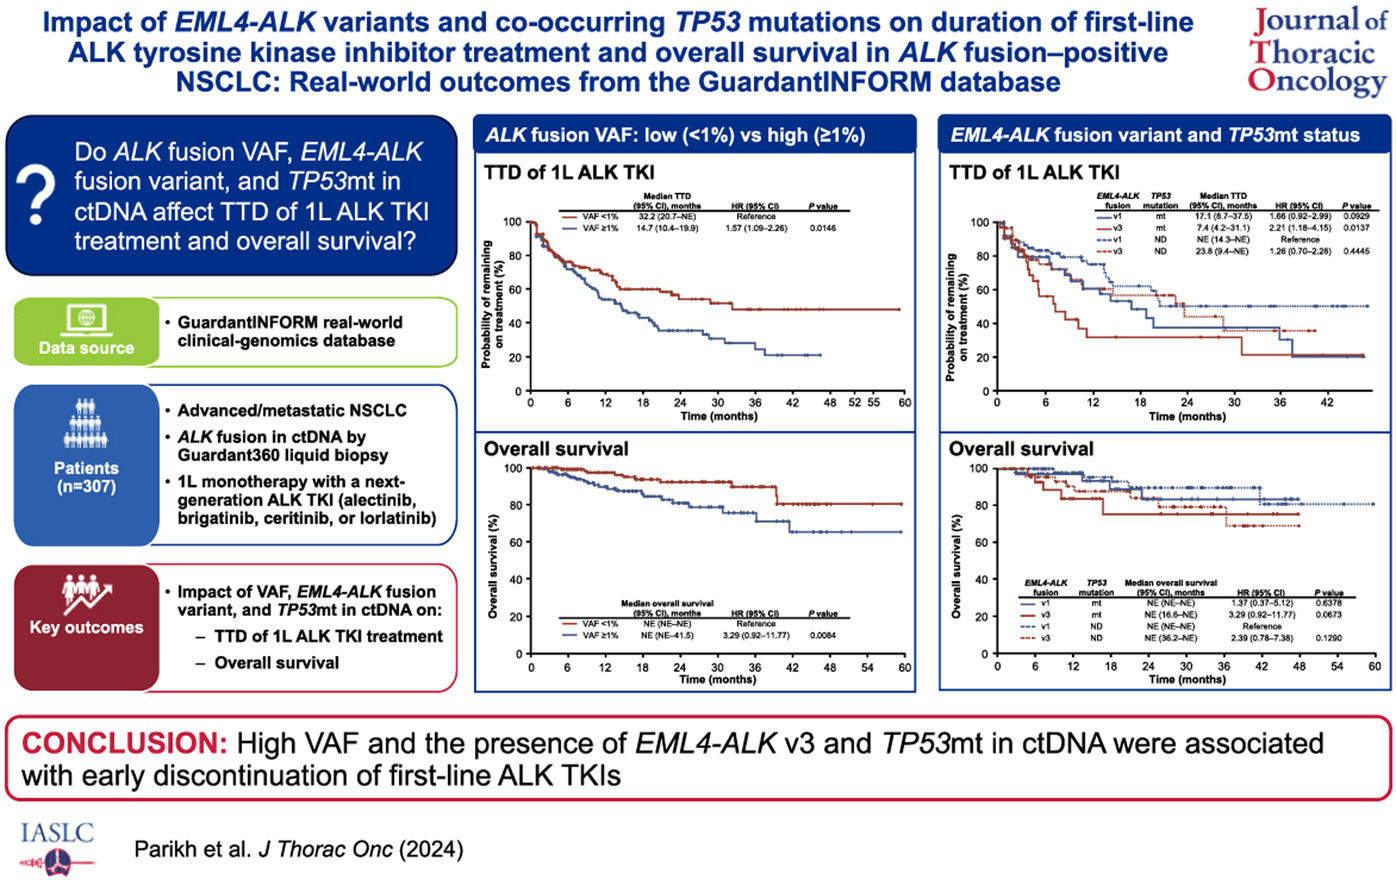 Impact of EML4-ALK variants and co-occurring TP53 mutations on duration of first-line
ALK tyrosine kinase inhibitor treatment and overall survival in ALK fusion–positive
NSCLC: Real-world outcomes from the GuardantINFORM database
Journal of
Thoracic
Oncology
?
Do ALK fusion VAF, EML4-ALK
fusion variant, and TP53mt in
ctDNA affect TTD of 1L ALK TKI
treatment and overall survival?
Data source
• GuardantINFORM real-world
clinical-genomics database
Patients
(n=307)
• Advanced/metastatic NSCLC
• ALK fusion in ctDNA by
Guardant360 liquid biopsy
• 1L monotherapy with a next-
generation ALK TKI (alectinib,
brigatinib, ceritinib, or lorlatinib)
Key outcomes
• Impact of VAF, EML4-ALK fusion
variant, and TP53mt in ctDNA on:
– TTD of 1L ALK TKI treatment
– Overall survival
ALK fusion VAF: low (<1%) vs high (≥1%)
TTD of 1L ALK TKI
Median TTD
(95% CI), months HR (95% CI) P value
VAF <1% 32.2 (20.7–NE) Reference
VAF ≥1% 14.7 (10.4–19.9) 1.57 (1.09–2.26) 0.0146
Probability of remaining
on treatment (%)
100
80
60
40
20
0
0 6 12 18 24 30 36 42 48 52 55 60
Time (months)
Overall survival
Overall survival (%)
100
80
60
40
20
0
Median overall survival
(95% CI), months HR (95% CI) P value
VAF <1% NE (NE–NE) Reference
VAF ≥1% NE (NE–41.5) 3.29 (0.92–11.77) 0.0084
0 6 12 18 24 30 36 42 48 54 60
Time (months)
EML4-ALK fusion variant and TP53mt status
TTD of 1L ALK TKI
EML4-ALK TP53 Median TTD
fusion mutation (95% CI), months HR (95% CI) P value
v1 mt 17.1 (8.7–37.5) 1.66 (0.92–2.99) 0.0929
v3 mt 7.4 (4.2–31.1) 2.21 (1.18–4.15) 0.0137
v1 ND NE (14.3–NE) Reference
v3 ND 23.8 (9.4–NE) 1.26 (0.70–2.28) 0.4445
Probability of remaining
on treatment (%)
100
80
60
40
20
0
0 6 12 18 24 30 36 42
Time (months)
Overall survival
Overall survival (%)
100
80
60
40
20
0
EML4-ALK TP53 Median overall survival
fusion mutation (95% CI), months HR (95% CI) P value
v1 mt NE (NE–NE) 1.37 (0.37–5.12) 0.6378
v3 mt NE (16.6–NE) 3.29 (0.92–11.77) 0.0673
v1 ND NE (NE–NE) Reference
v3 ND NE (36.2–NE) 2.39 (0.78–7.38) 0.1290
0 6 12 18 24 30 36 42 48 54 60
Time (months)
CONCLUSION: High VAF and the presence of EML4-ALK v3 and TP53mt in ctDNA were associated
with early discontinuation of first-line ALK TKIs
IASLC
Parikh et al. J Thorac Onc (2024)